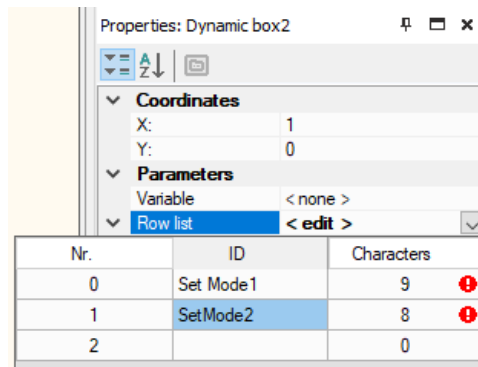 Properties: Dynamic box2
Coordinates
X: 1
Y: 0
Parameters
Variable < none >
Row list < edit >
Nr. ID Characters
0 Set Mode1 9
1 SetMode2 8
2 0